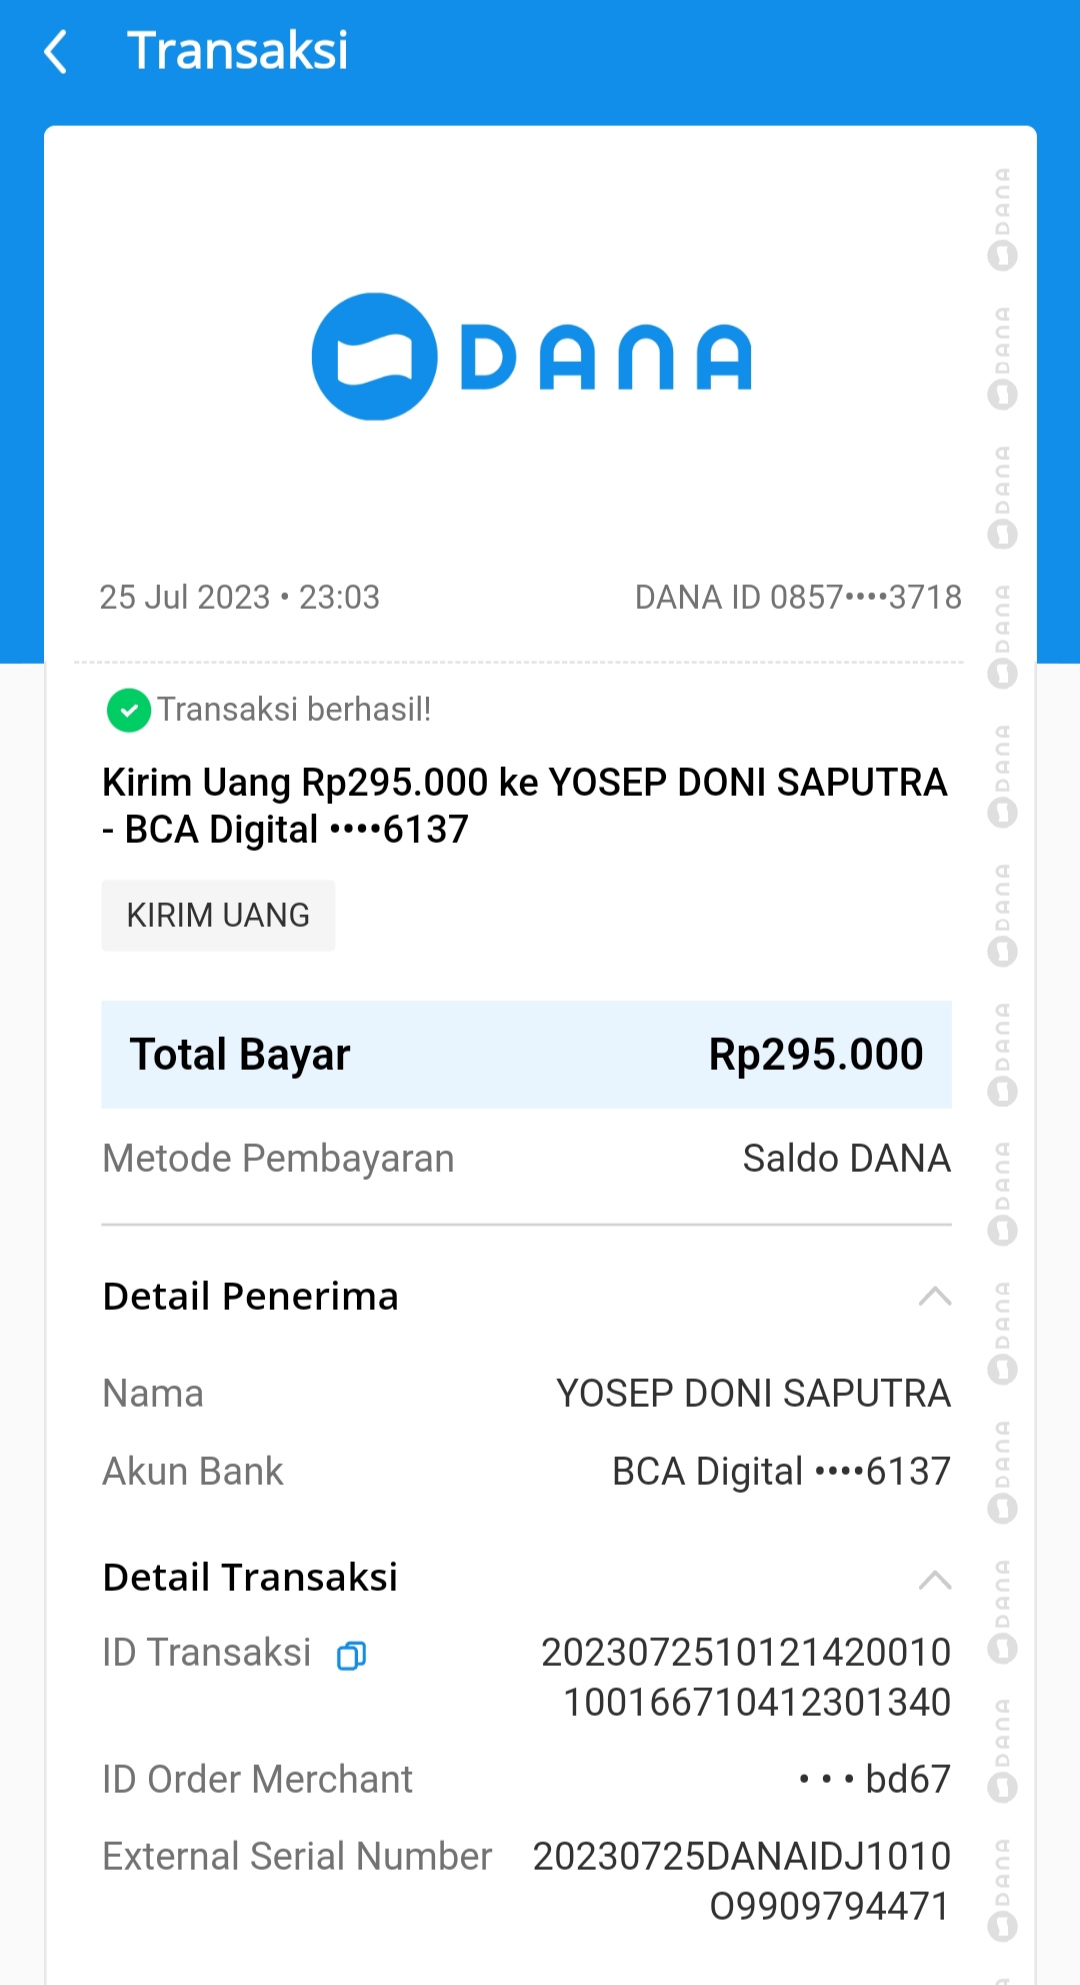 Transaksi
DANA
25 Jul 2023 • 23:03
DANA ID 0857••••3718
Transaksi berhasil!
Kirim Uang Rp295.000 ke YOSEP DONI SAPUTRA
- BCA Digital ••••6137
KIRIM UANG
Total Bayar Rp295.000
Metode Pembayaran Saldo DANA
Detail Penerima
Nama YOSEP DONI SAPUTRA
Akun Bank BCA Digital ••••6137
Detail Transaksi
ID Transaksi 2023072510121420010
100166710412301340
ID Order Merchant • • • bd67
External Serial Number 20230725DANAIDJ1010
O9909794471
DANA
DANA
DANA
DANA
DANA
DANA
DANA
DANA
DANA
DANA
DANA
DANA
DANA